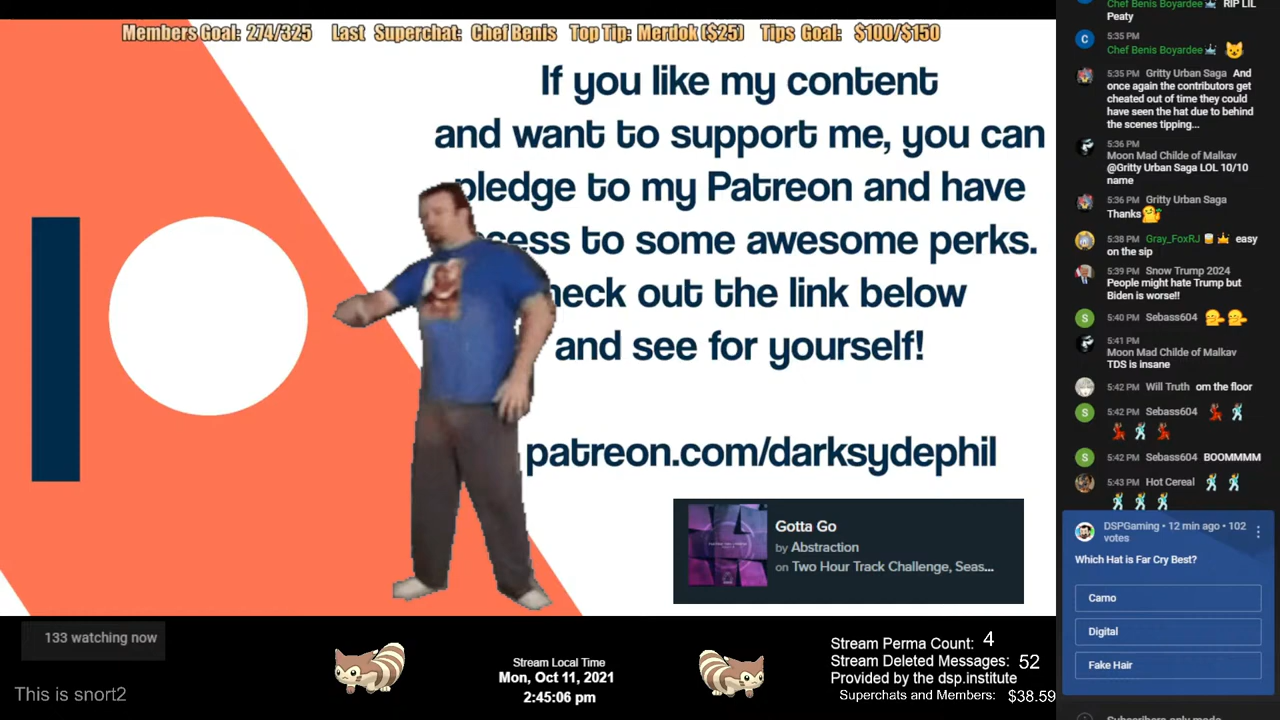 Members Goal: 274/325 Last Superchat: Chef Benis Top Tip: Merdok ($25) Tips Goal: $100/$150
If you like my content
and want to support me, you can
pledge to my Patreon and have
cess to some awesome perks.
heck out the link below
and see for yourself!
patreon.com/darksydephil
Gotta Go
by Abstraction
on Two Hour Track Challenge, Seas...
133 watching now
This is snort2
Stream Local Time
Mon, Oct 11, 2021
2:45:06 pm
Stream Perma Count: 4
Stream Deleted Messages: 52
Provided by the dsp.institute
Superchats and Members: $38.59
Chef Benis Boyardee RIP LIL
Peaty
C
5:35 PM
Chef Benis Boyardee
5:35 PM Gritty Urban Saga And
once again the contributors get
cheated out of time they could
have seen the hat due to behind
the scenes tipping...
5:36 PM
Moon Mad Childe of Malkav
@Gritty Urban Saga LOL 10/10
name
5:36 PM Gritty Urban Saga
Thanks
5:38 PM Gray_FoxRJ easy
on the sip
5:39 PM Snow Trump 2024
People might hate Trump but
Biden is worse!!
S 5:40 PM Sebass604
5:41 PM
Moon Mad Childe of Malkav
TDS is insane
5:42 PM Will Truth om the floor
S 5:42 PM Sebass604
S 5:42 PM Sebass604 BOOMMMM
5:43 PM Hot Cereal
DSPGaming • 12 min ago • 102
votes
Which Hat is Far Cry Best?
Camo
Digital
Fake Hair
Subscribers-only mode